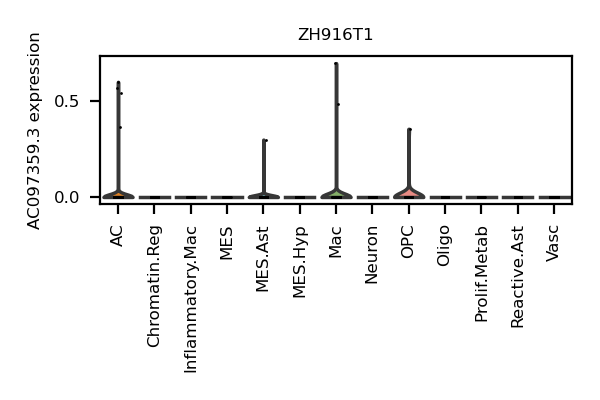 ZH916T1
AC097359.3 expression
0.5
0.0
AC
Chromatin.Reg
Inflammatory.Mac
MES
MES.Ast
MES.Hyp
Mac
Neuron
OPC
Oligo
Prolif.Metab
Reactive.Ast
Vasc